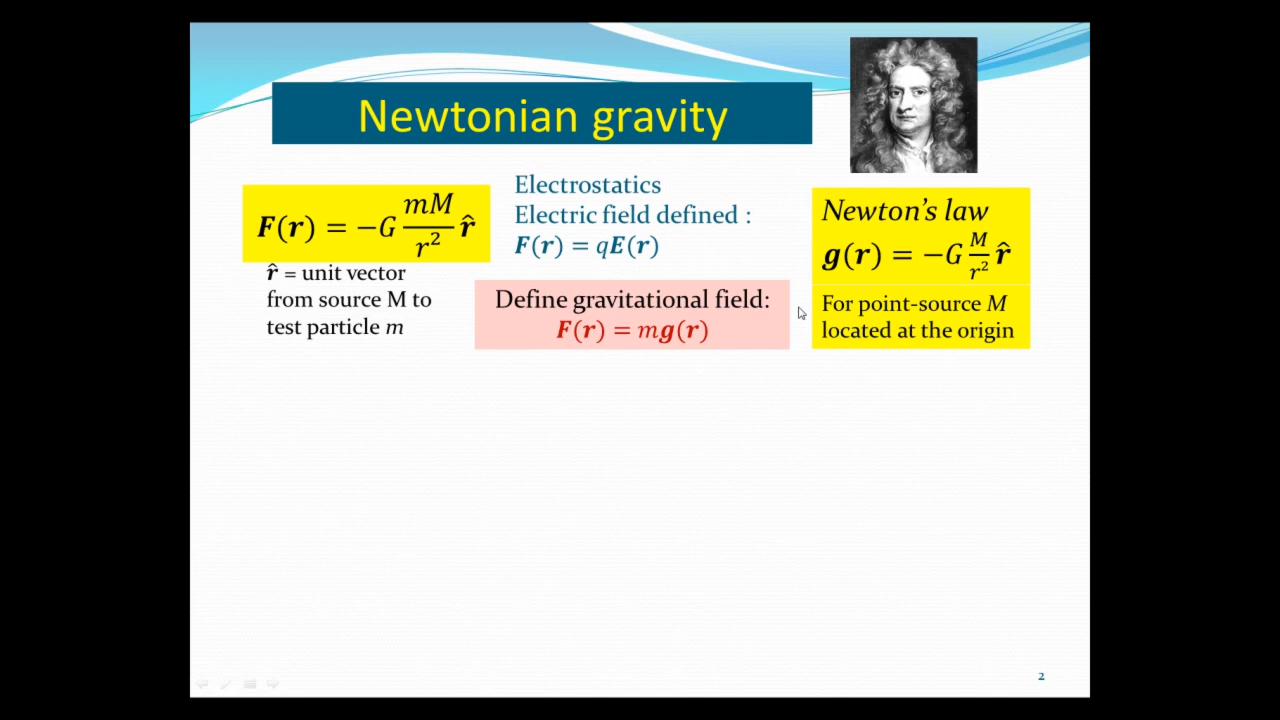 Newtonian gravity
F(r) = −G mM/r² r̂
r̂ = unit vector
from source M to
test particle m
Electrostatics
Electric field defined :
F(r) = qE(r)
Define gravitational field:
F(r) = mg(r)
Newton’s law
g(r) = −G M/r² r̂
For point-source M
located at the origin
2